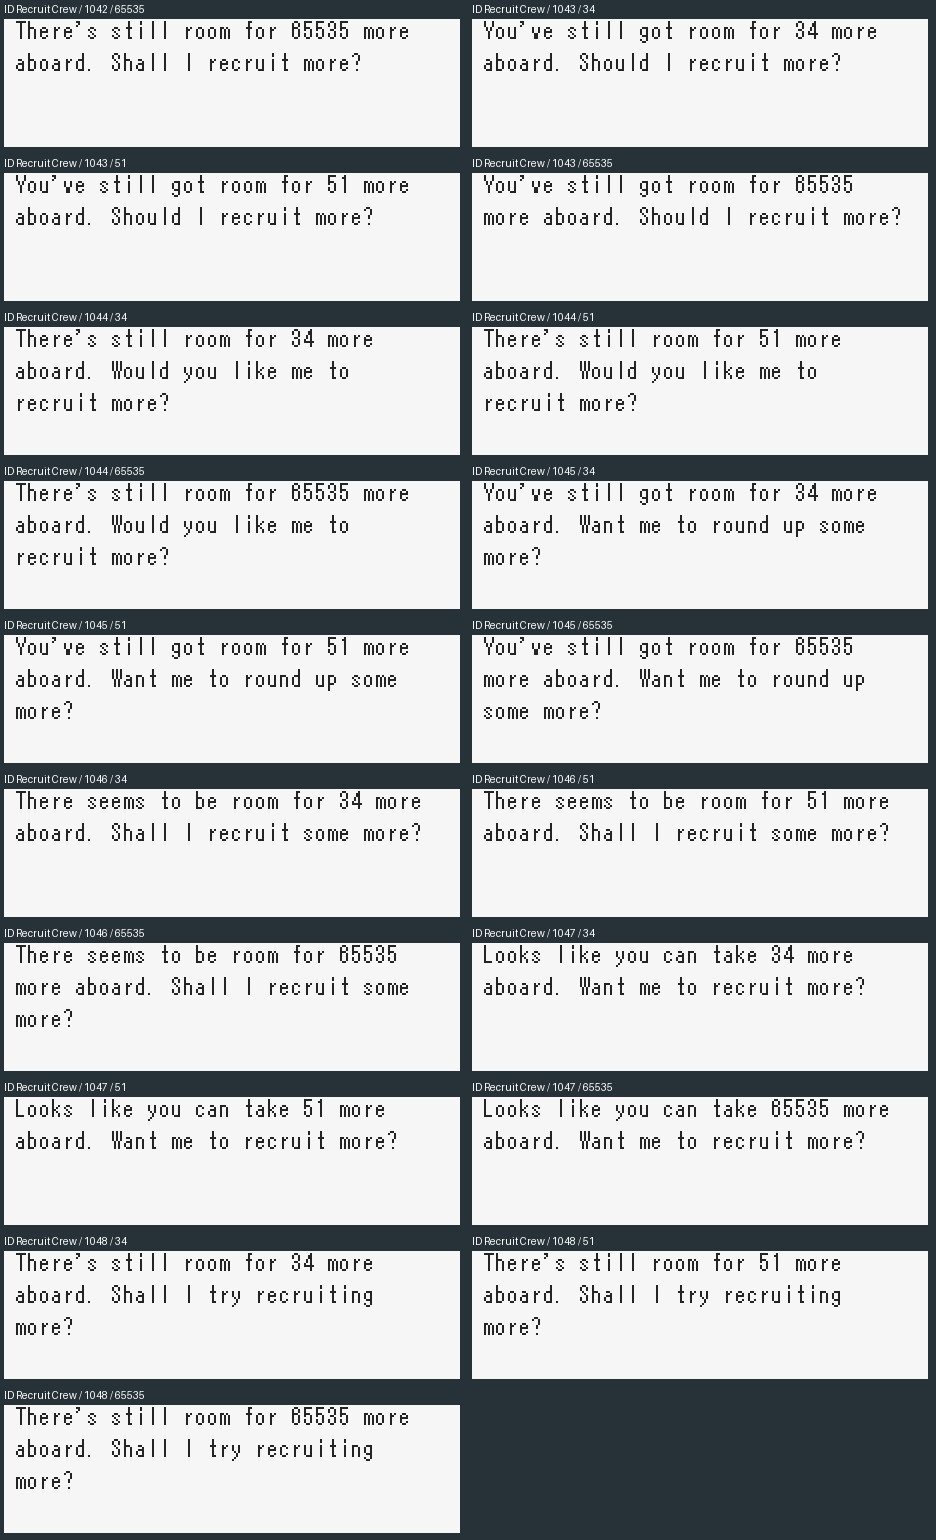 ID RecruitCrew / 1042 / 65535
There's still room for 65535 more
aboard. Shall I recruit more?
ID RecruitCrew / 1043 / 34
You've still got room for 34 more
aboard. Should I recruit more?
ID RecruitCrew / 1043 / 51
You've still got room for 51 more
aboard. Should I recruit more?
ID RecruitCrew / 1043 / 65535
You've still got room for 65535
more aboard. Should I recruit more?
ID RecruitCrew / 1044 / 34
There's still room for 34 more
aboard. Would you like me to
recruit more?
ID RecruitCrew / 1044 / 51
There's still room for 51 more
aboard. Would you like me to
recruit more?
ID RecruitCrew / 1044 / 65535
There's still room for 65535 more
aboard. Would you like me to
recruit more?
ID RecruitCrew / 1045 / 34
You've still got room for 34 more
aboard. Want me to round up some
more?
ID RecruitCrew / 1045 / 51
You've still got room for 51 more
aboard. Want me to round up some
more?
ID RecruitCrew / 1045 / 65535
You've still got room for 65535
more aboard. Want me to round up
some more?
ID RecruitCrew / 1046 / 34
There seems to be room for 34 more
aboard. Shall I recruit some more?
ID RecruitCrew / 1046 / 51
There seems to be room for 51 more
aboard. Shall I recruit some more?
ID RecruitCrew / 1046 / 65535
There seems to be room for 65535
more aboard. Shall I recruit some
more?
ID RecruitCrew / 1047 / 34
Looks like you can take 34 more
aboard. Want me to recruit more?
ID RecruitCrew / 1047 / 51
Looks like you can take 51 more
aboard. Want me to recruit more?
ID RecruitCrew / 1047 / 65535
Looks like you can take 65535 more
aboard. Want me to recruit more?
ID RecruitCrew / 1048 / 34
There's still room for 34 more
aboard. Shall I try recruiting
more?
ID RecruitCrew / 1048 / 51
There's still room for 51 more
aboard. Shall I try recruiting
more?
ID RecruitCrew / 1048 / 65535
There's still room for 65535 more
aboard. Shall I try recruiting
more?